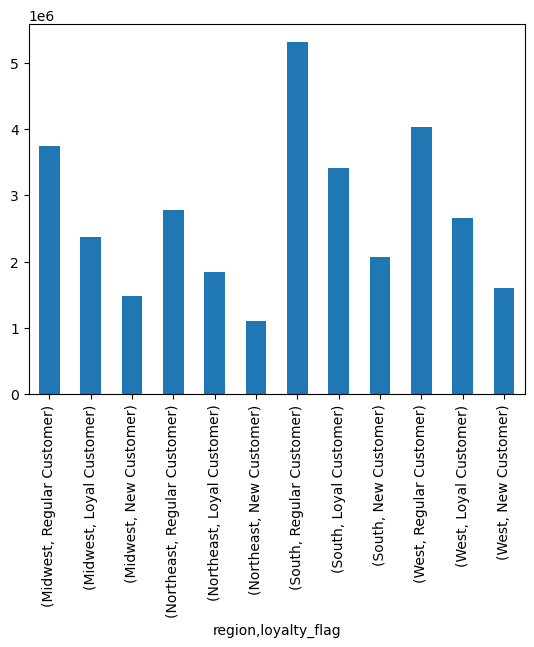 1e6
5
4
3
2
1
0
(Midwest, Regular Customer)
(Midwest, Loyal Customer)
(Midwest, New Customer)
(Northeast, Regular Customer)
(Northeast, Loyal Customer)
(Northeast, New Customer)
(South, Regular Customer)
(South, Loyal Customer)
(South, New Customer)
(West, Regular Customer)
(West, Loyal Customer)
(West, New Customer)
region,loyalty_flag